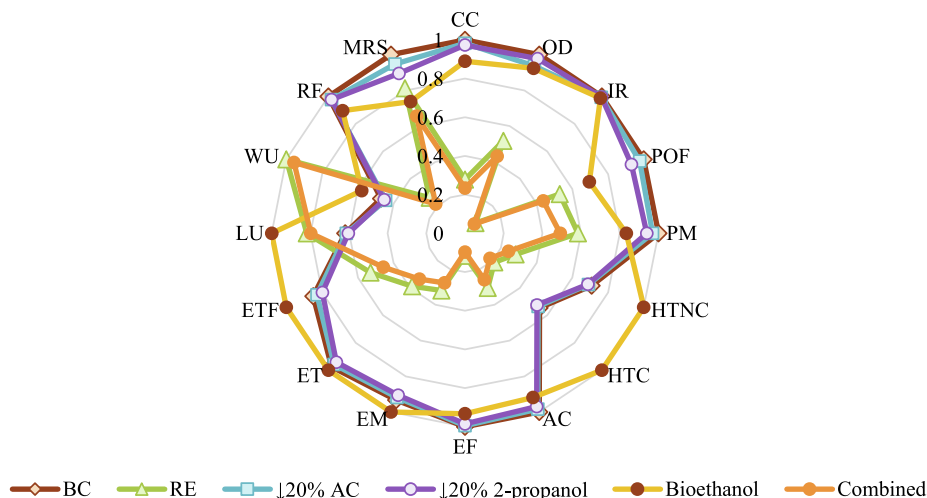 CC
MRS
1
OD
RF
0.8
IR
0.6
WU
0.4
POF
0.2
LU
0
PM
ETF
HTNC
ET
HTC
EM
AC
EF
BC
RE
↓20% AC
↓20% 2-propanol
Bioethanol
Combined